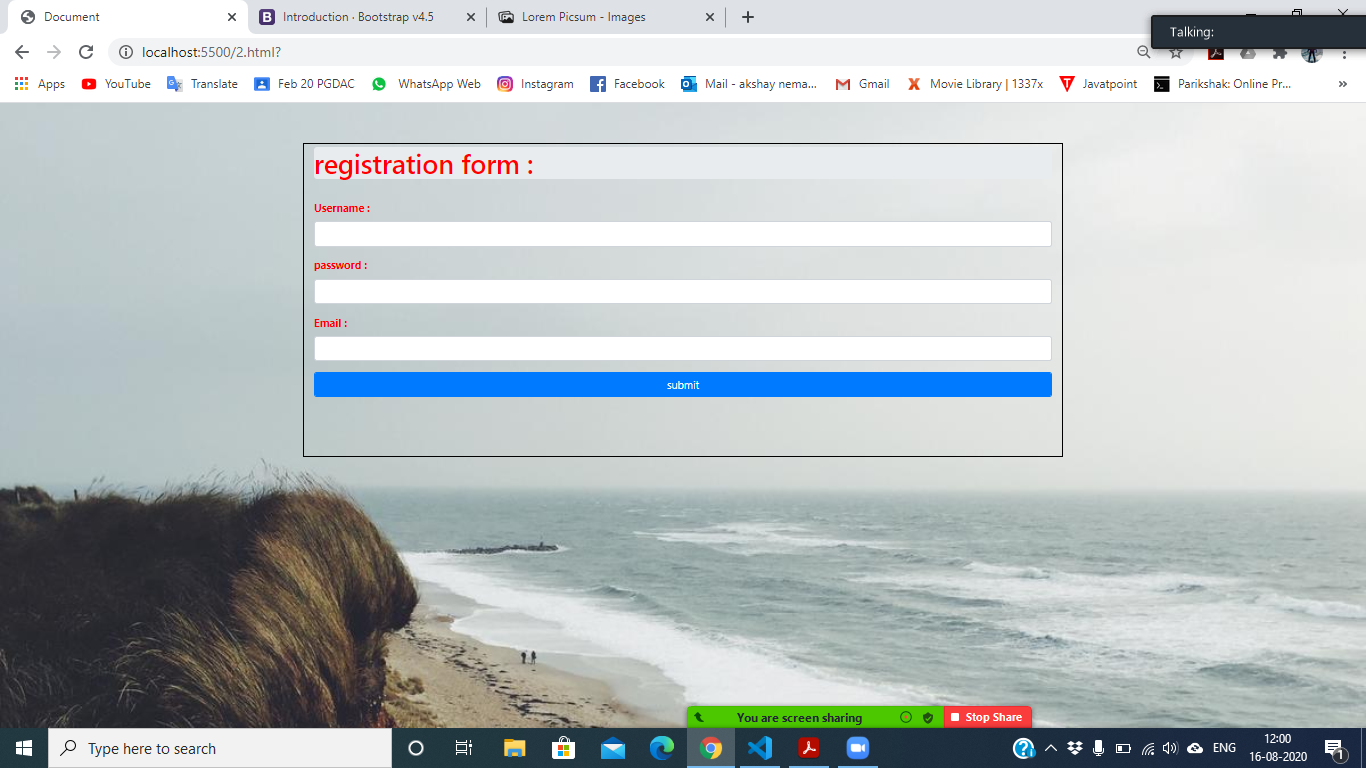 Document
Introduction · Bootstrap v4.5
Lorem Picsum - Images
Talking:
localhost:5500/2.html?
Apps
YouTube
Translate
Feb 20 PGDAC
WhatsApp Web
Instagram
Facebook
Mail - akshay nema...
Gmail
Movie Library | 1337x
Javatpoint
Parikshak: Online Pr...
registration form :
Username :
password :
Email :
submit
You are screen sharing
Stop Share
Type here to search
ENG
12:00
16-08-2020
1